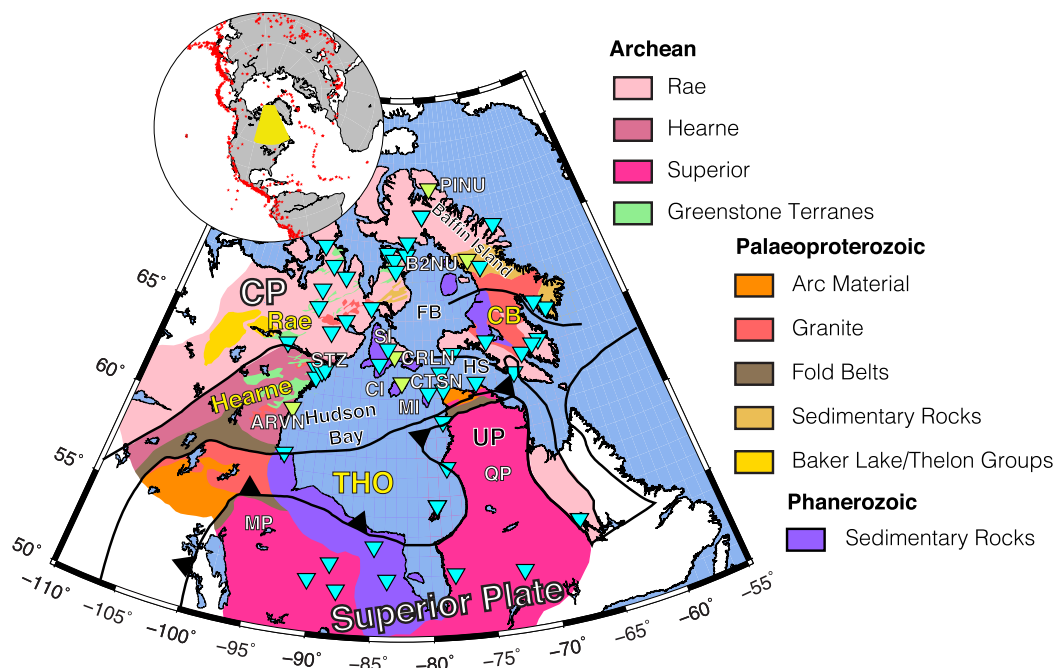 Archean
Rae
Hearne
Superior
Greenstone Terranes
Palaeoproterozoic
Arc Material
Granite
Fold Belts
Sedimentary Rocks
Baker Lake/Thelon Groups
Phanerozoic
Sedimentary Rocks
PINU
Baffin Island
B2NU
CP
Rae
FB
CB
SI
STZ
CRLN
HS
CI
CTSN
MI
Hearne
ARVN
Hudson
Bay
UP
QP
THO
MP
Superior Plate
65°
60°
55°
50°
−110°
−105°
−100°
−95°
−90°
−85°
−80°
−75°
−70°
−65°
−60°
−55°